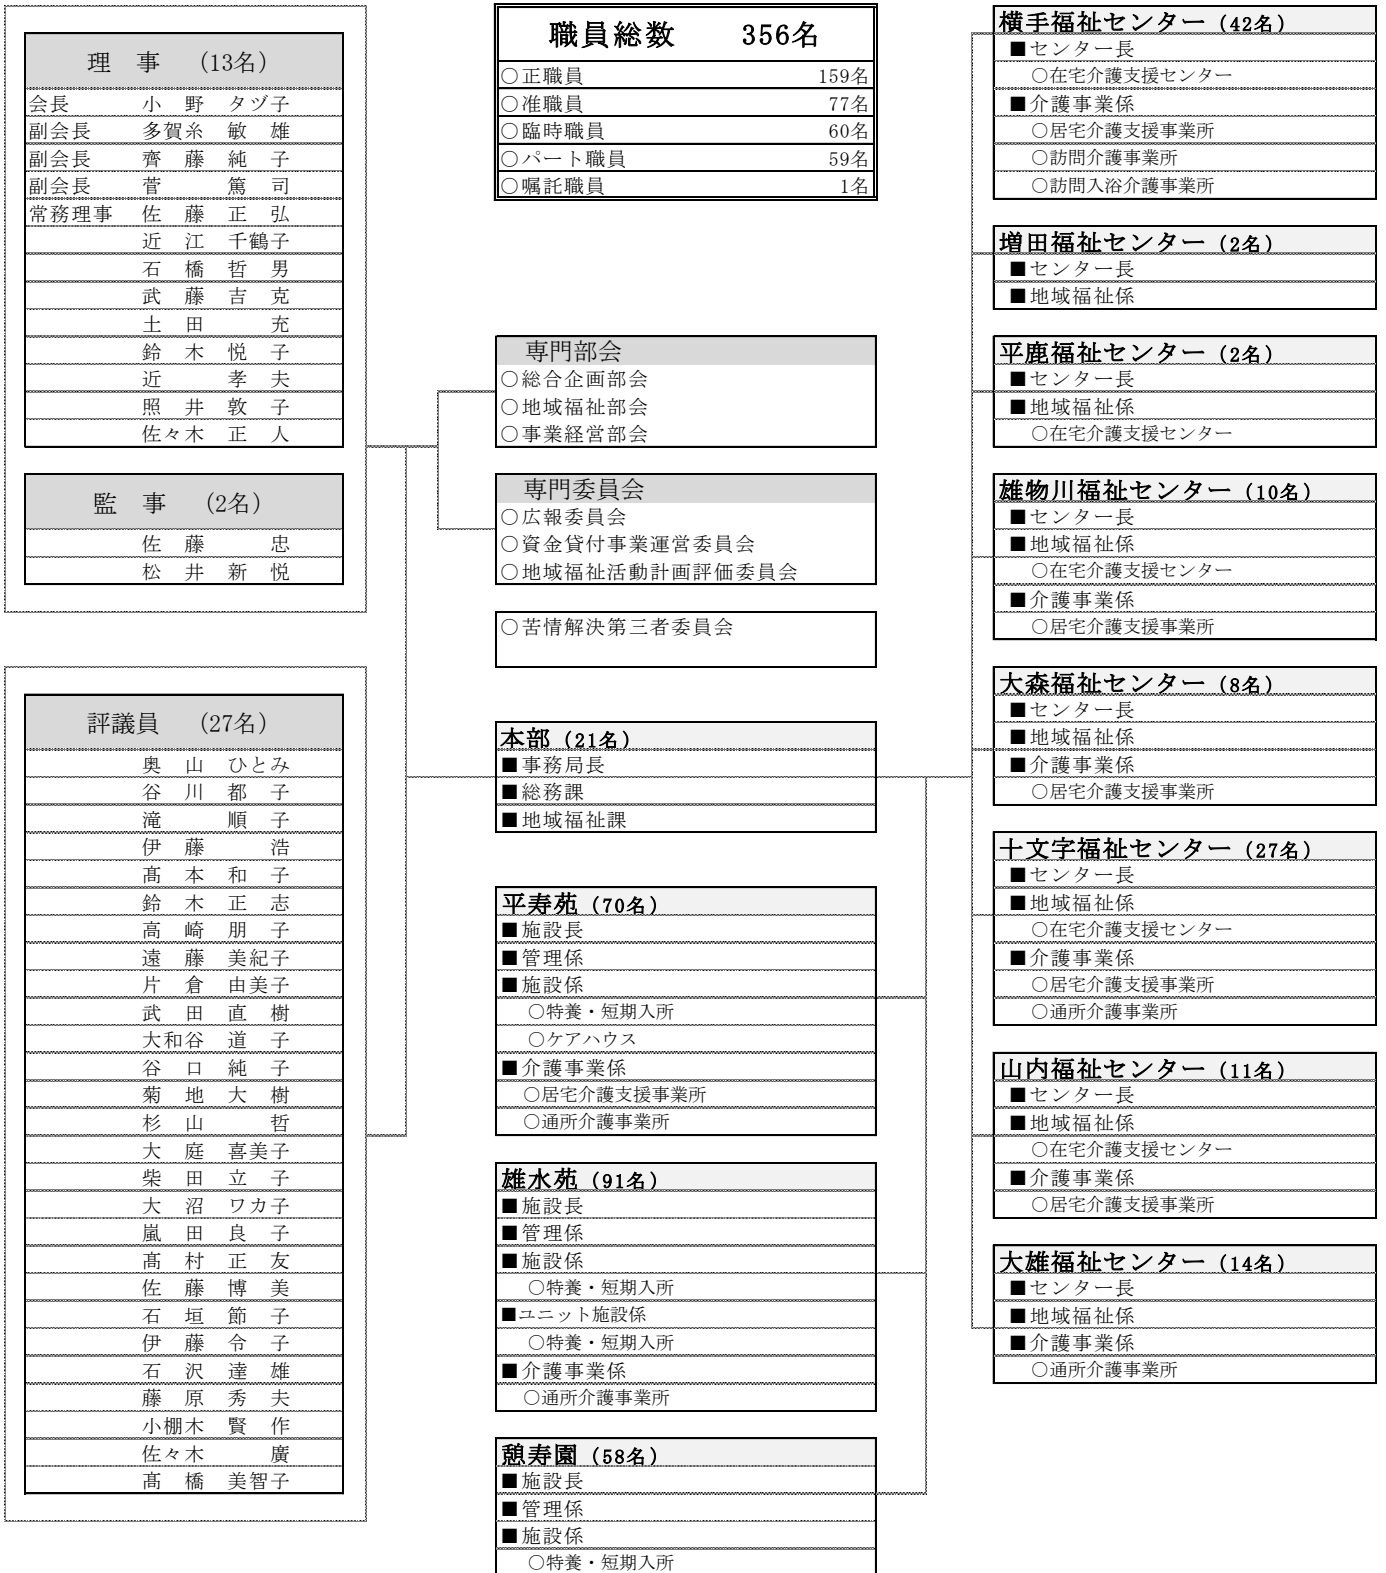 理　事　（13名）
会長　小　野　タヅ子
副会長　多賀糸　敏　雄
副会長　齊　藤　純　子
副会長　菅　　　篤　司
常務理事　佐　藤　正　弘
近　江　千鶴子
石　橋　哲　男
武　藤　吉　克
土　田　　　充
鈴　木　悦　子
近　　　孝　夫
照　井　敦　子
佐々木　正　人
監　事　（2名）
佐　藤　　　忠
松　井　新　悦
評議員　（27名）
奥　山　ひとみ
谷　川　都　子
滝　　　順　子
伊　藤　　　浩
髙　本　和　子
鈴　木　正　志
高　崎　朋　子
遠　藤　美紀子
片　倉　由美子
武　田　直　樹
大和谷　道　子
谷　口　純　子
菊　地　大　樹
杉　山　　　哲
大　庭　喜美子
柴　田　立　子
大　沼　ワカ子
嵐　田　良　子
髙　村　正　友
佐　藤　博　美
石　垣　節　子
伊　藤　令　子
石　沢　達　雄
藤　原　秀　夫
小棚木　賢　作
佐々木　　　廣
髙　橋　美智子
職員総数　356名
○正職員　159名
○准職員　77名
○臨時職員　60名
○パート職員　59名
○嘱託職員　1名
専門部会
○総合企画部会
○地域福祉部会
○事業経営部会
専門委員会
○広報委員会
○資金貸付事業運営委員会
○地域福祉活動計画評価委員会
○苦情解決第三者委員会
本部（21名）
■事務局長
■総務課
■地域福祉課
平寿苑（70名）
■施設長
■管理係
■施設係
○特養・短期入所
○ケアハウス
■介護事業係
○居宅介護支援事業所
○通所介護事業所
雄水苑（91名）
■施設長
■管理係
■施設係
○特養・短期入所
■ユニット施設係
○特養・短期入所
■介護事業係
○通所介護事業所
憩寿園（58名）
■施設長
■管理係
■施設係
○特養・短期入所
横手福祉センター（42名）
■センター長
○在宅介護支援センター
■介護事業係
○居宅介護支援事業所
○訪問介護事業所
○訪問入浴介護事業所
増田福祉センター（2名）
■センター長
■地域福祉係
平鹿福祉センター（2名）
■センター長
■地域福祉係
○在宅介護支援センター
雄物川福祉センター（10名）
■センター長
■地域福祉係
○在宅介護支援センター
■介護事業係
○居宅介護支援事業所
大森福祉センター（8名）
■センター長
■地域福祉係
■介護事業係
○居宅介護支援事業所
十文字福祉センター（27名）
■センター長
■地域福祉係
○在宅介護支援センター
■介護事業係
○居宅介護支援事業所
○通所介護事業所
山内福祉センター（11名）
■センター長
■地域福祉係
○在宅介護支援センター
■介護事業係
○居宅介護支援事業所
大雄福祉センター（14名）
■センター長
■地域福祉係
■介護事業係
○通所介護事業所